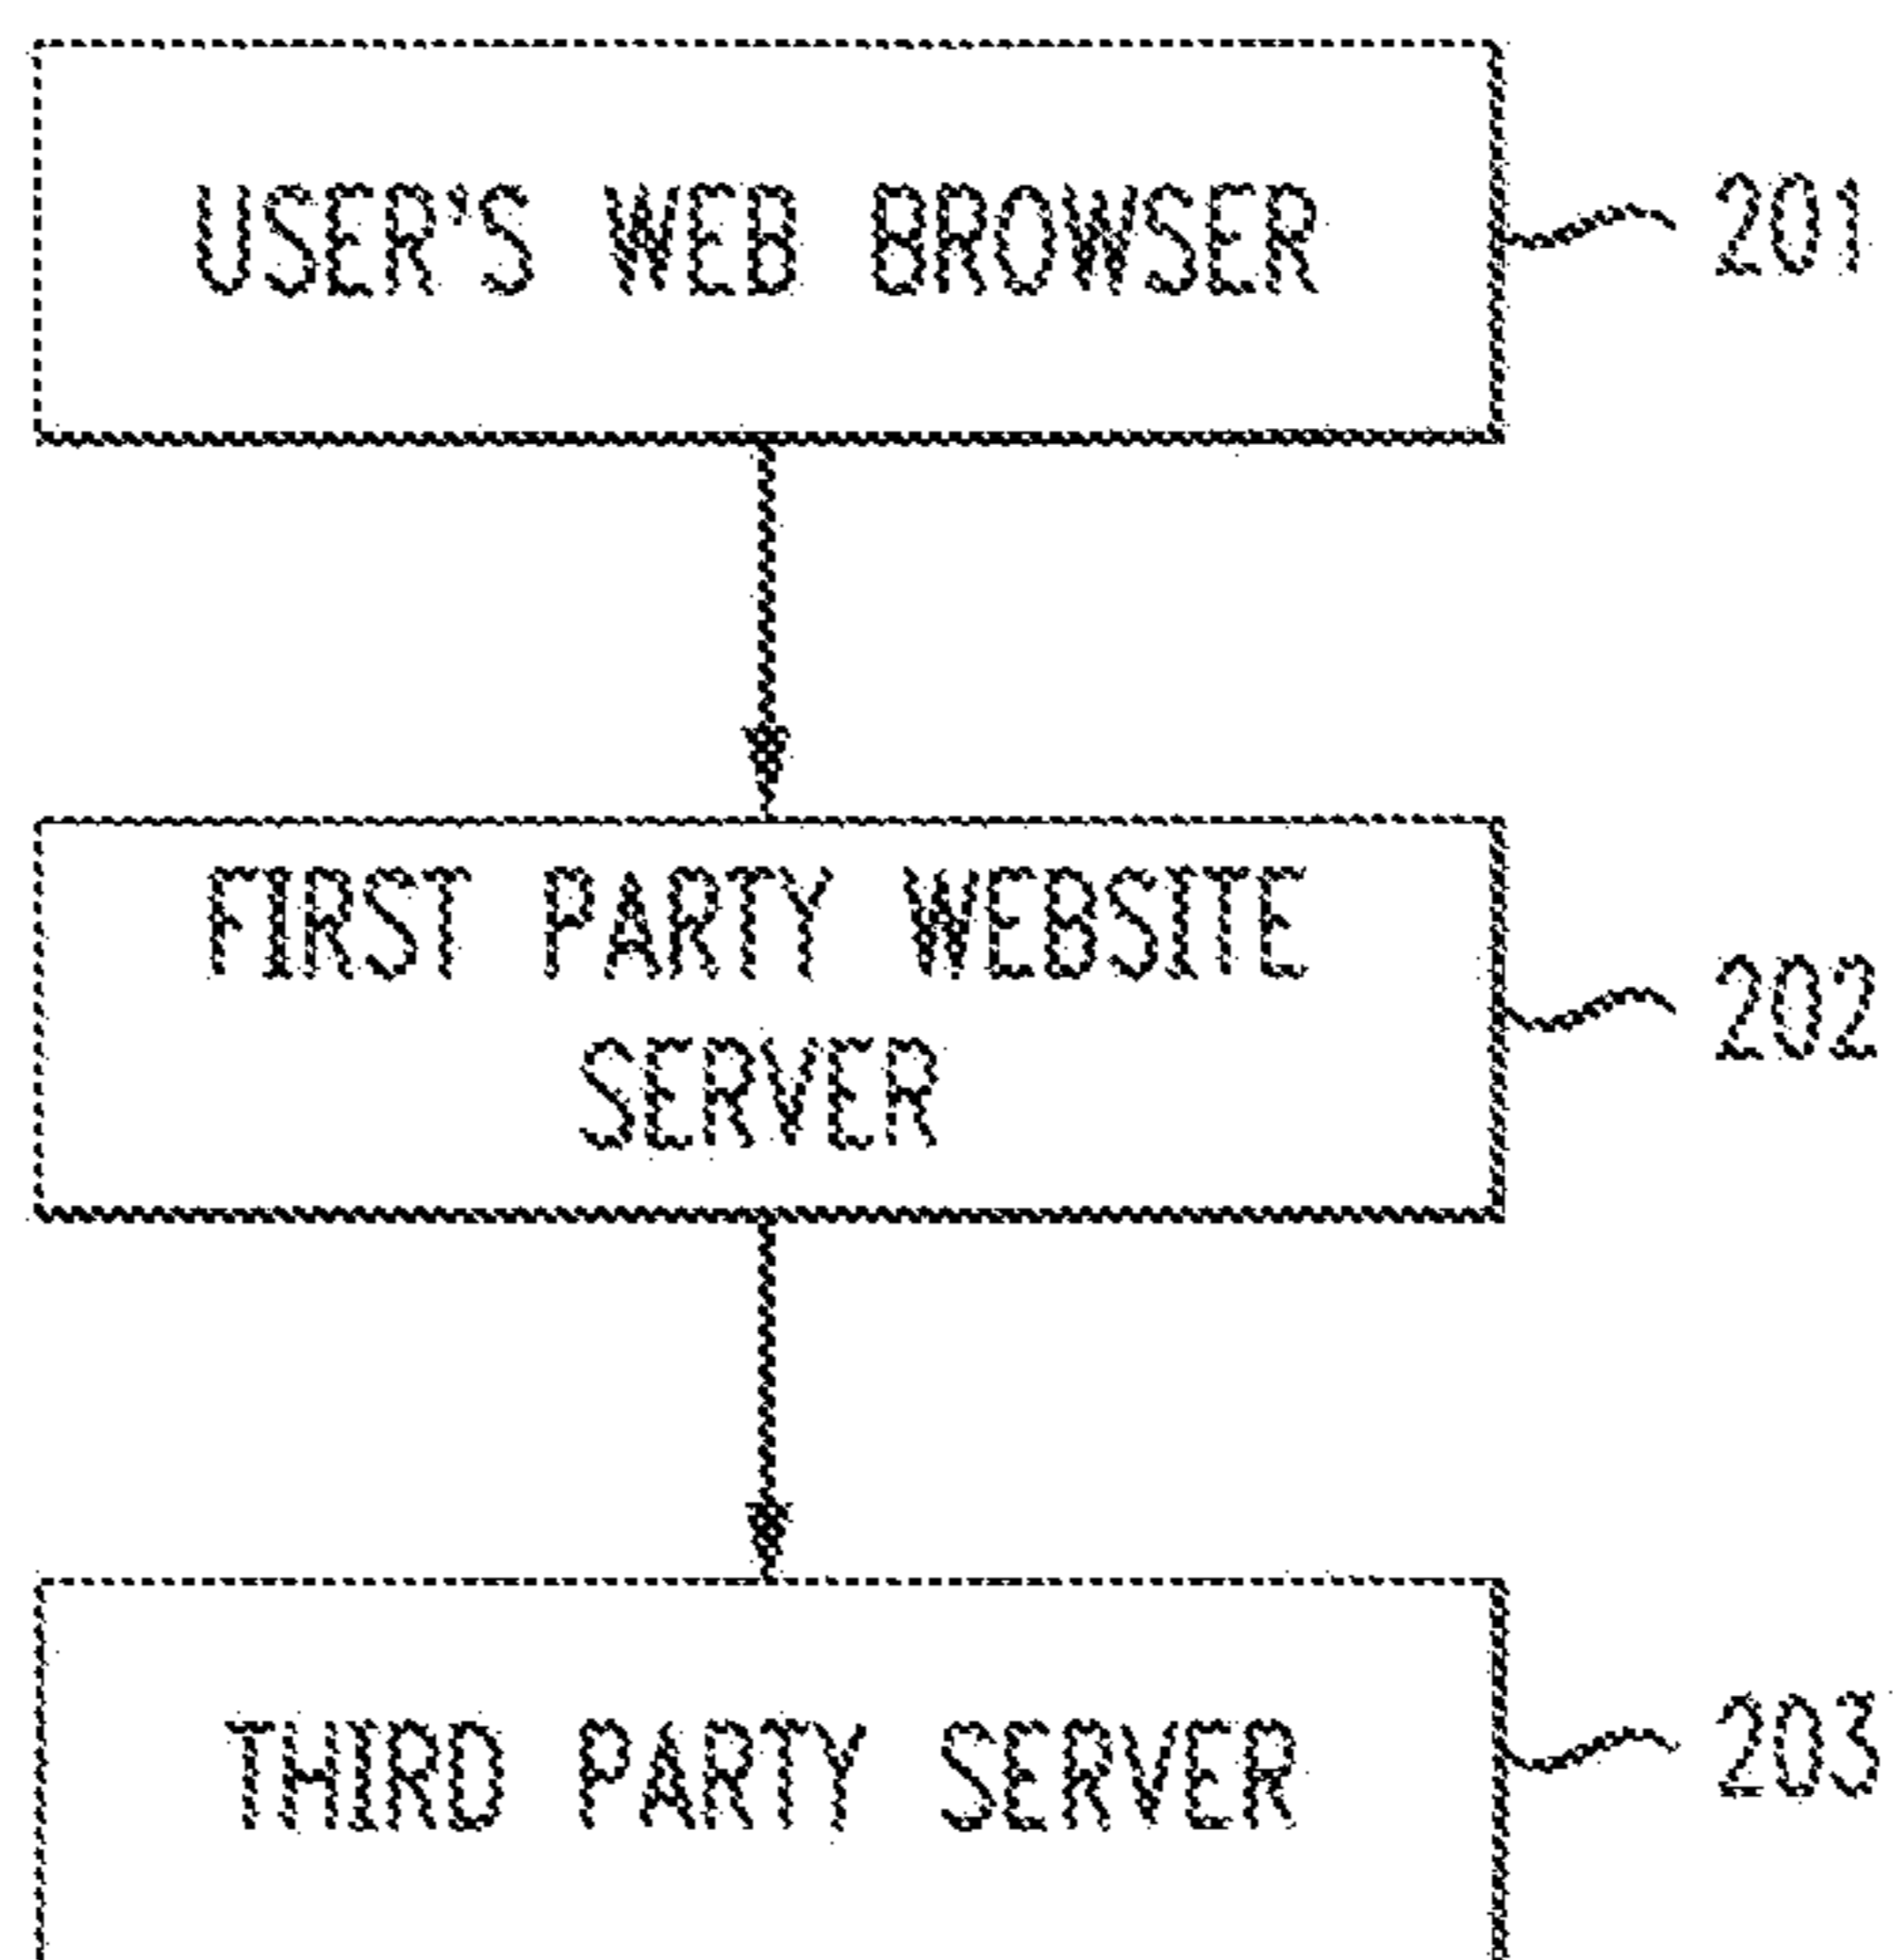 USER'S WEB BROWSER
201
FIRST PARTY WEBSITE
SERVER
202
THIRD PARTY SERVER
203